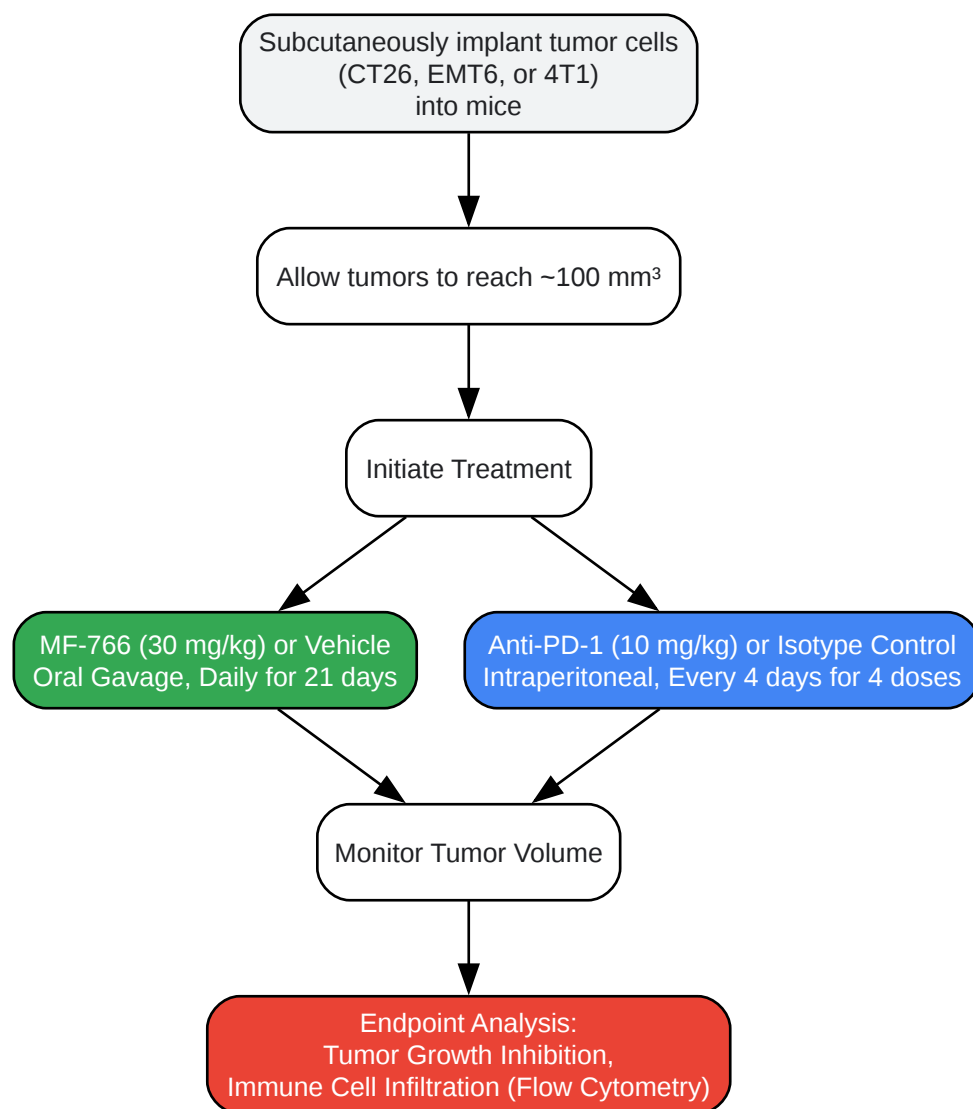 Subcutaneously implant tumor cells
(CT26, EMT6, or 4T1)
into mice
Allow tumors to reach ~100 mm³
Initiate Treatment
MF-766 (30 mg/kg) or Vehicle
Oral Gavage, Daily for 21 days
Anti-PD-1 (10 mg/kg) or Isotype Control
Intraperitoneal, Every 4 days for 4 doses
Monitor Tumor Volume
Endpoint Analysis:
Tumor Growth Inhibition,
Immune Cell Infiltration (Flow Cytometry)